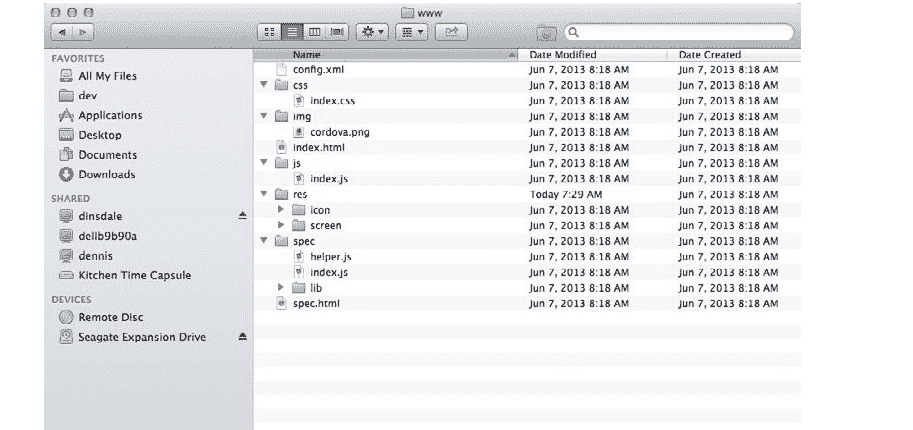 www
Name Date Modified Date Created
FAVORITES
All My Files
dev
Applications
Desktop
Documents
Downloads
SHARED
dinsdale
dellb9b90a
dennis
Kitchen Time Capsule
DEVICES
Remote Disc
Seagate Expansion Drive
config.xml Jun 7, 2013 8:18 AM Jun 7, 2013 8:18 AM
css Jun 7, 2013 8:18 AM Jun 7, 2013 8:18 AM
index.css Jun 7, 2013 8:18 AM Jun 7, 2013 8:18 AM
img Jun 7, 2013 8:18 AM Jun 7, 2013 8:18 AM
cordova.png Jun 7, 2013 8:18 AM Jun 7, 2013 8:18 AM
index.html Jun 7, 2013 8:18 AM Jun 7, 2013 8:18 AM
js Jun 7, 2013 8:18 AM Jun 7, 2013 8:18 AM
index.js Jun 7, 2013 8:18 AM Jun 7, 2013 8:18 AM
res Today 7:29 AM Jun 7, 2013 8:18 AM
icon Jun 7, 2013 8:18 AM Jun 7, 2013 8:18 AM
screen Jun 7, 2013 8:18 AM Jun 7, 2013 8:18 AM
spec Jun 7, 2013 8:18 AM Jun 7, 2013 8:18 AM
helper.js Jun 7, 2013 8:18 AM Jun 7, 2013 8:18 AM
index.js Jun 7, 2013 8:18 AM Jun 7, 2013 8:18 AM
lib Jun 7, 2013 8:18 AM Jun 7, 2013 8:18 AM
spec.html Jun 7, 2013 8:18 AM Jun 7, 2013 8:18 AM